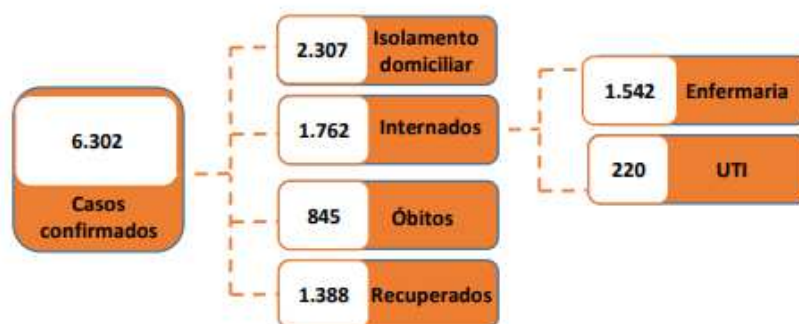 6.302
Casos
confirmados
2.307
Isolamento
domiciliar
1.762
Internados
845
Óbitos
1.388
Recuperados
1.542
Enfermaria
220
UTI